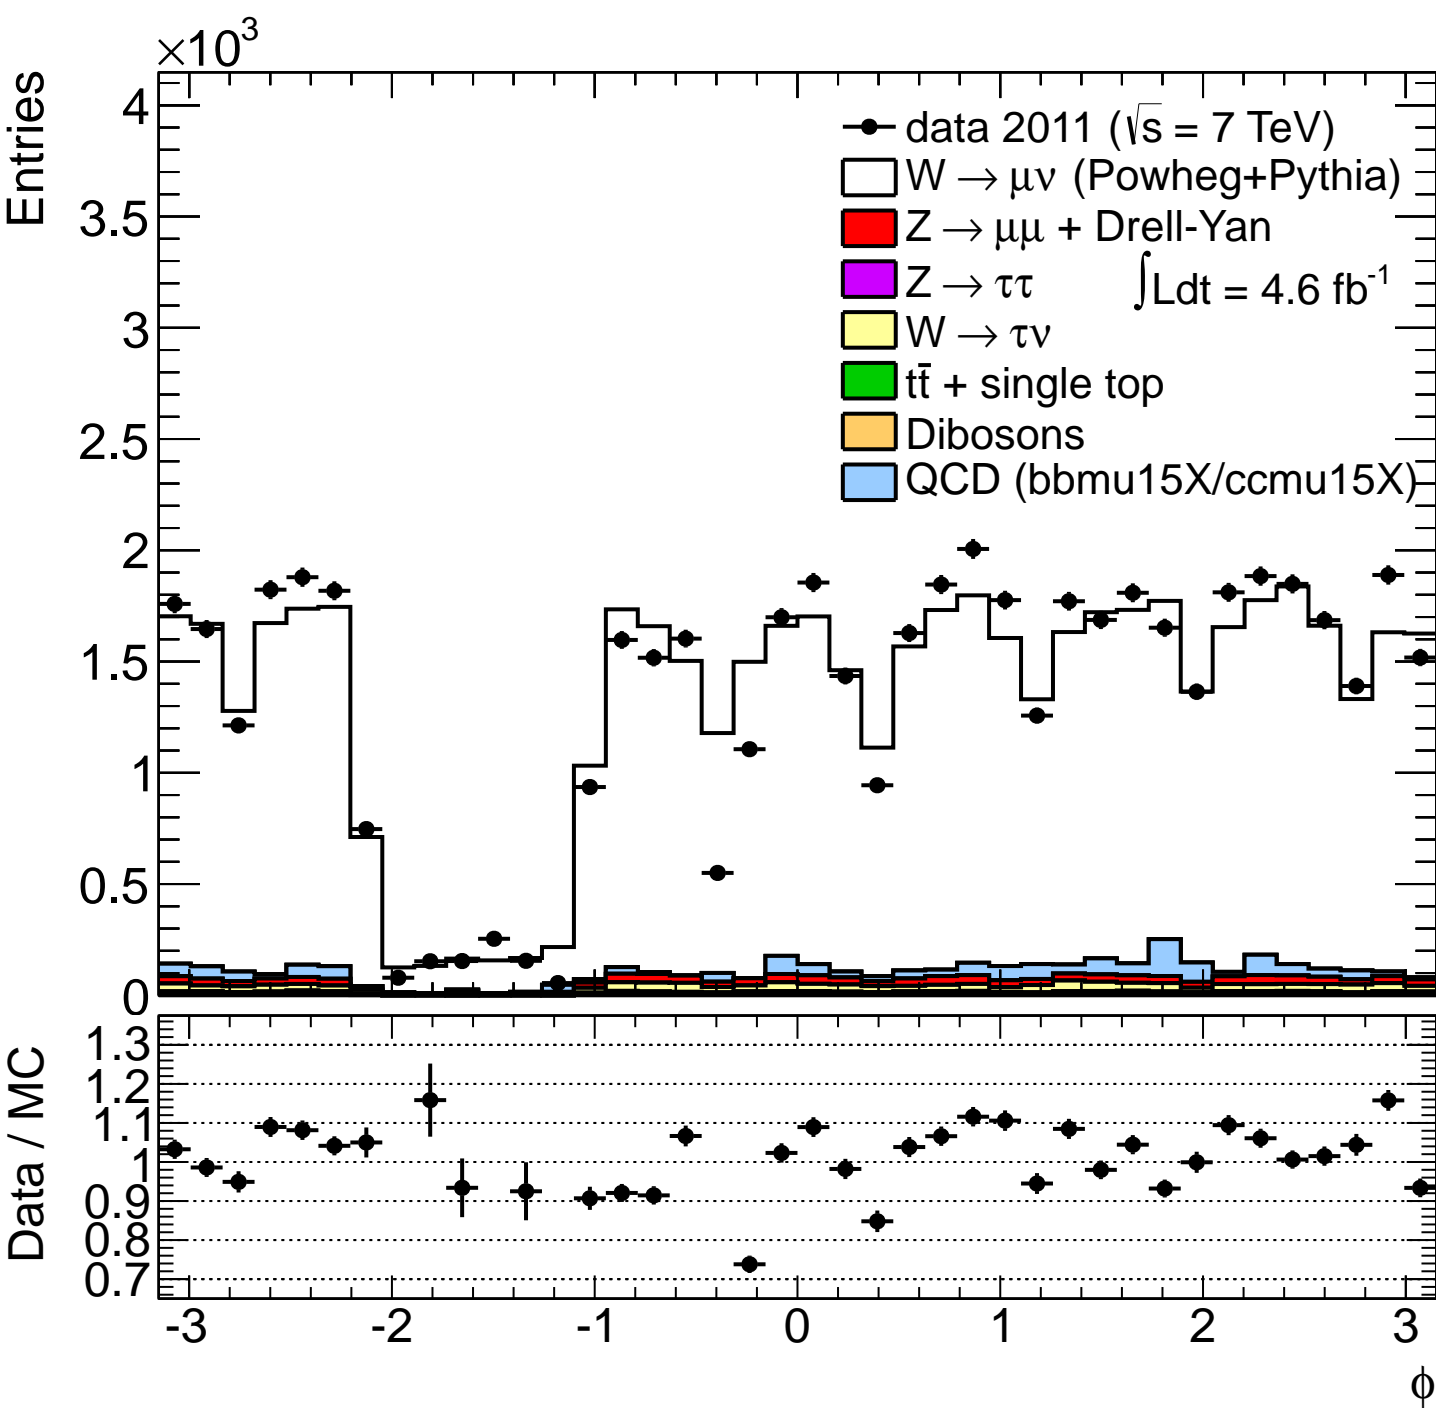 ×10³
Entries
4
3.5
3
2.5
2
1.5
1
0.5
0
data 2011 (√s = 7 TeV)
W → μν (Powheg+Pythia)
Z → μμ + Drell-Yan
Z → ττ
∫Ldt = 4.6 fb⁻¹
W → τν
tt̄ + single top
Dibosons
QCD (bbmu15X/ccmu15X)
Data / MC
1.3
1.2
1.1
1
0.9
0.8
0.7
-3 -2 -1 0 1 2 3
ϕ